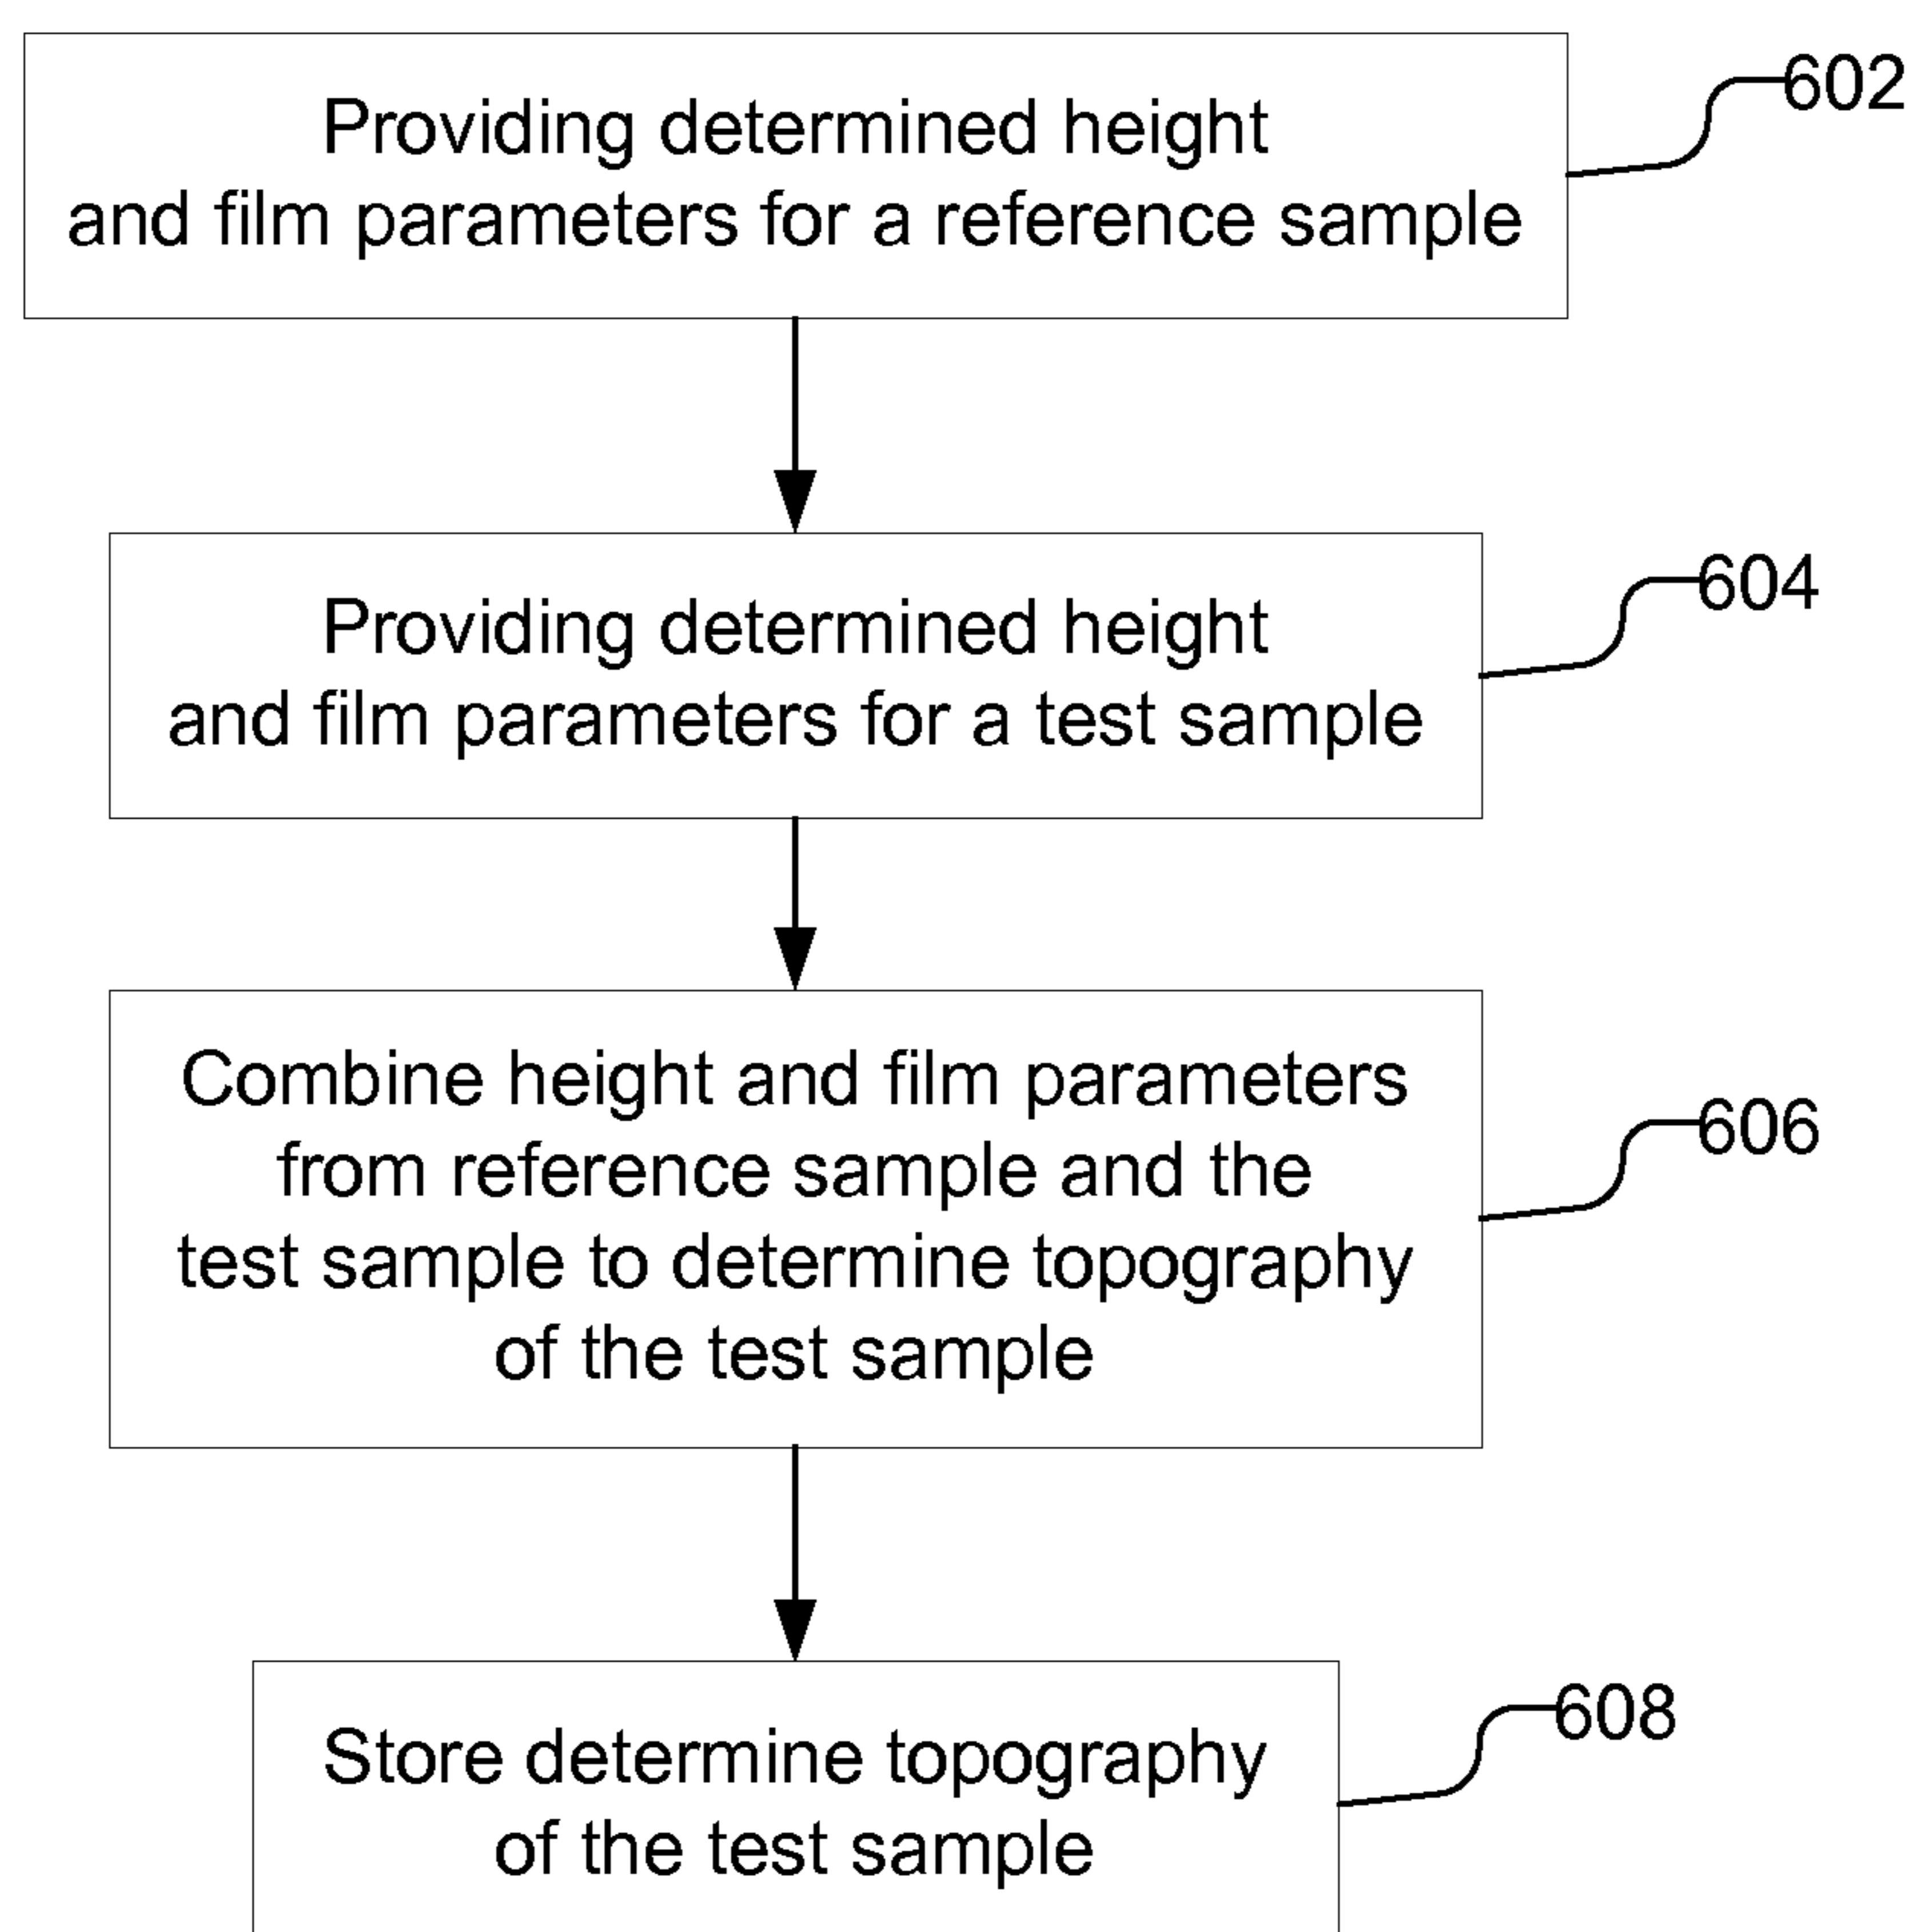 Providing determined height
and film parameters for a reference sample
602
Providing determined height
and film parameters for a test sample
604
Combine height and film parameters
from reference sample and the
test sample to determine topography
of the test sample
606
Store determine topography
of the test sample
608